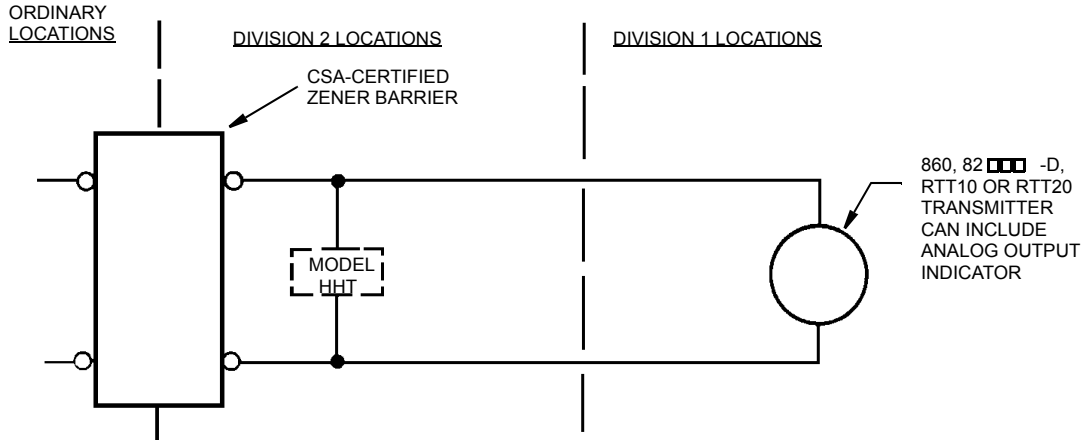 ORDINARY
LOCATIONS
DIVISION 2 LOCATIONS
DIVISION 1 LOCATIONS
CSA-CERTIFIED
ZENER BARRIER
MODEL
HHT
860, 82 □□□ -D,
RTT10 OR RTT20
TRANSMITTER
CAN INCLUDE
ANALOG OUTPUT
INDICATOR